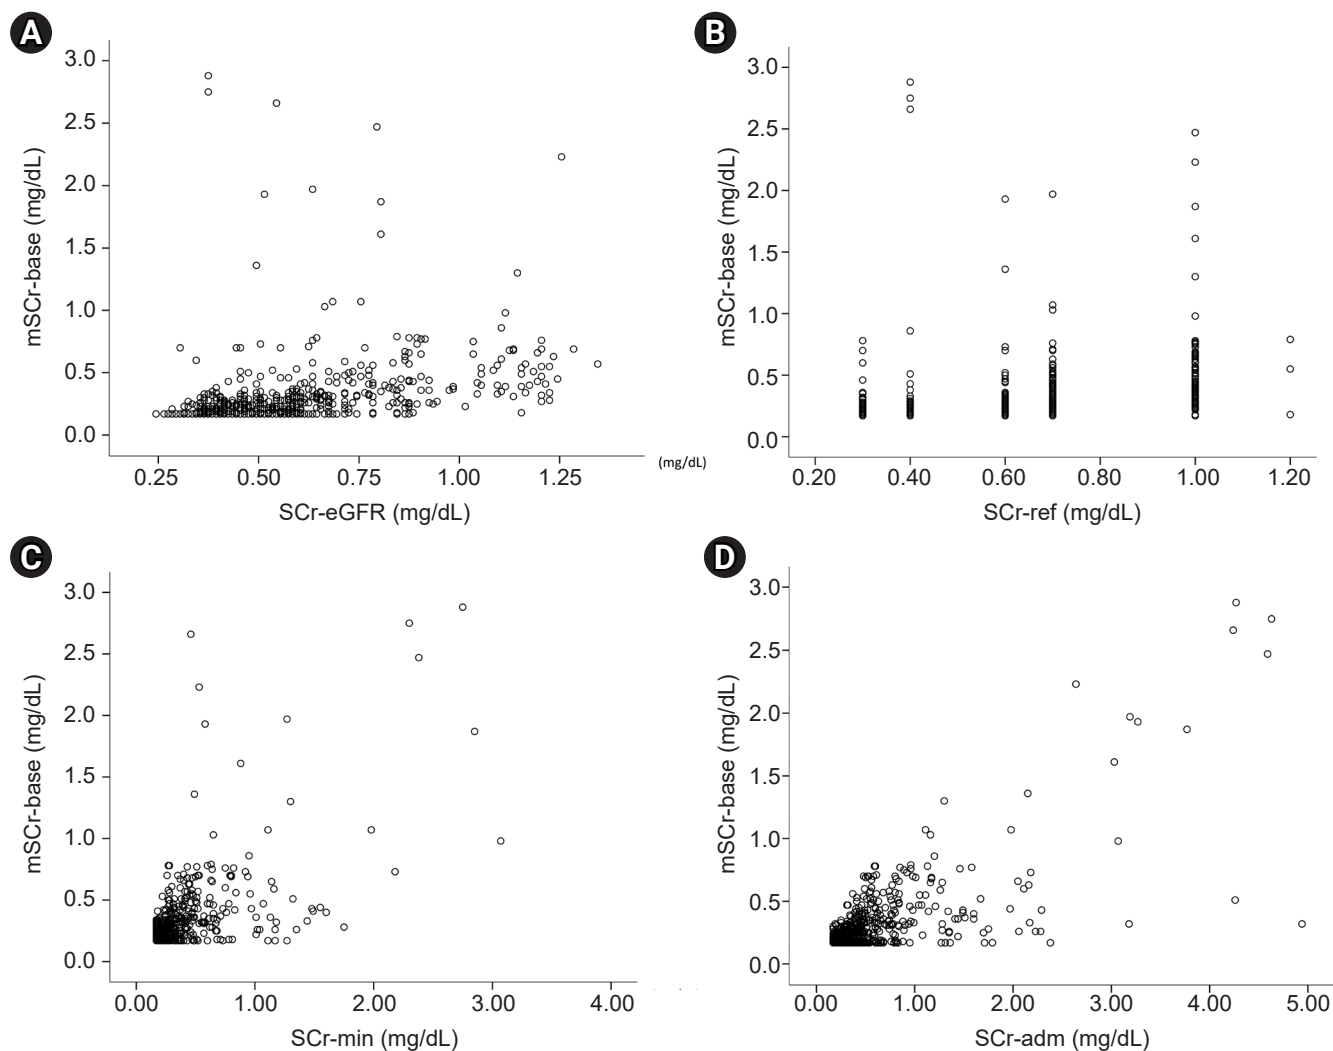 A
3.0
2.5
2.0
1.5
1.0
0.5
0.0
mSCr-base (mg/dL)
0.25 0.50 0.75 1.00 1.25
(mg/dL)
SCr-eGFR (mg/dL)
B
3.0
2.5
2.0
1.5
1.0
0.5
0.0
mSCr-base (mg/dL)
0.20 0.40 0.60 0.80 1.00 1.20
SCr-ref (mg/dL)
C
3.0
2.5
2.0
1.5
1.0
0.5
0.0
mSCr-base (mg/dL)
0.00 1.00 2.00 3.00 4.00
SCr-min (mg/dL)
D
3.0
2.5
2.0
1.5
1.0
0.5
0.0
mSCr-base (mg/dL)
0.00 1.00 2.00 3.00 4.00 5.00
SCr-adm (mg/dL)